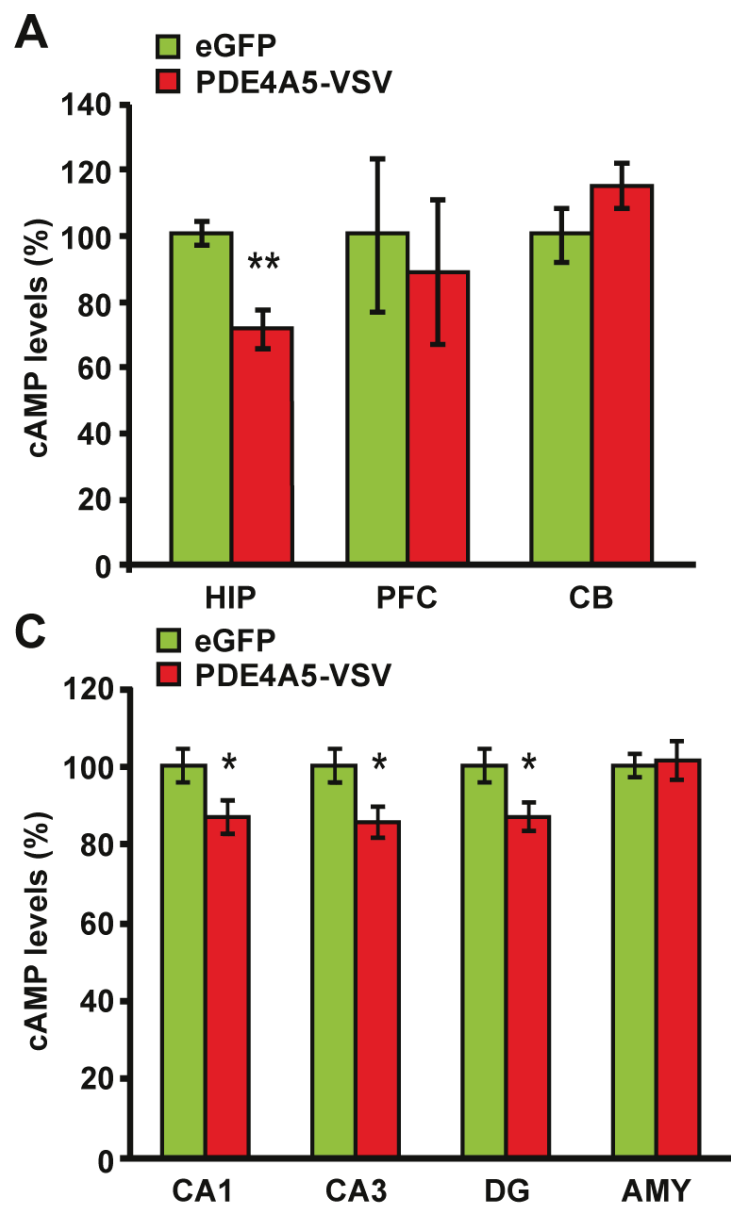 A
eGFP
PDE4A5-VSV
140
120
100
80
60
40
20
0
cAMP levels (%)
**
HIP PFC CB
C
eGFP
PDE4A5-VSV
120
100
80
60
40
20
0
cAMP levels (%)
* * *
CA1 CA3 DG AMY